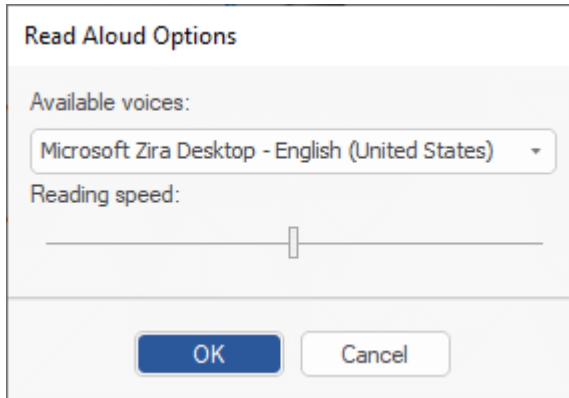 Read Aloud Options
Available voices:
Microsoft Zira Desktop - English (United States)
Reading speed:
OK
Cancel